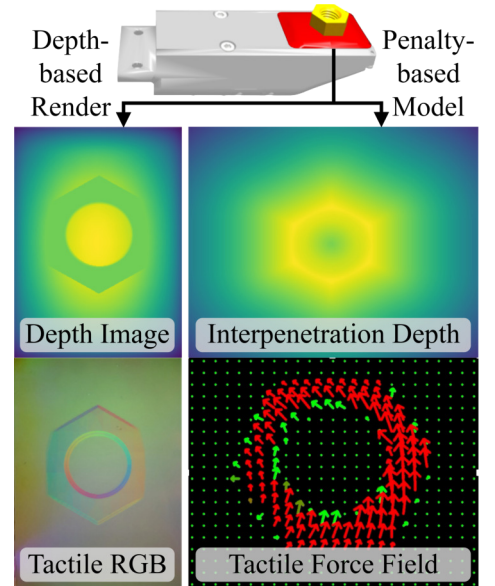 Depth-
based
Render
Penalty-
based
Model
Depth Image
Interpenetration Depth
Tactile RGB
Tactile Force Field